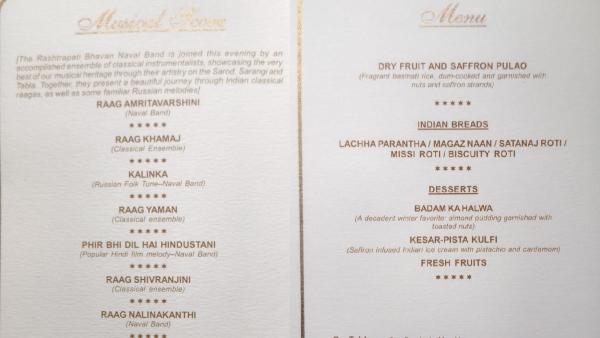 Musical Score
[The Rashtrapati Bhavan Naval Band is joined this evening by an
accomplished ensemble of classical instrumentalists, showcasing the very
best of our musical heritage through their artistry on the Sarod, Sarangi and
Tabla. Together, they present a beautiful journey through Indian classical
raagas, as well as some familiar Russian melodies]
RAAG AMRITAVARSHINI
(Naval Band)
*****
RAAG KHAMAJ
(Classical Ensemble)
*****
KALINKA
(Russian Folk Tune–Naval Band)
*****
RAAG YAMAN
(Classical ensemble)
*****
PHIR BHI DIL HAI HINDUSTANI
(Popular Hindi film melody–Naval Band)
*****
RAAG SHIVRANJINI
(Classical ensemble)
*****
RAAG NALINAKANTHI
(Naval Band)
*****
Menu
DRY FRUIT AND SAFFRON PULAO
(Fragrant basmati rice, dum-cooked and garnished with
nuts and saffron strands)
*****
INDIAN BREADS
LACHHA PARANTHA / MAGAZ NAAN / SATANAJ ROTI /
MISSI ROTI / BISCUITY ROTI
*****
DESSERTS
BADAM KA HALWA
(A decadent winter favorite: almond pudding garnished with
toasted nuts)
KESAR-PISTA KULFI
(Saffron infused Indian ice cream with pistachio and cardamom)
FRESH FRUITS
*****